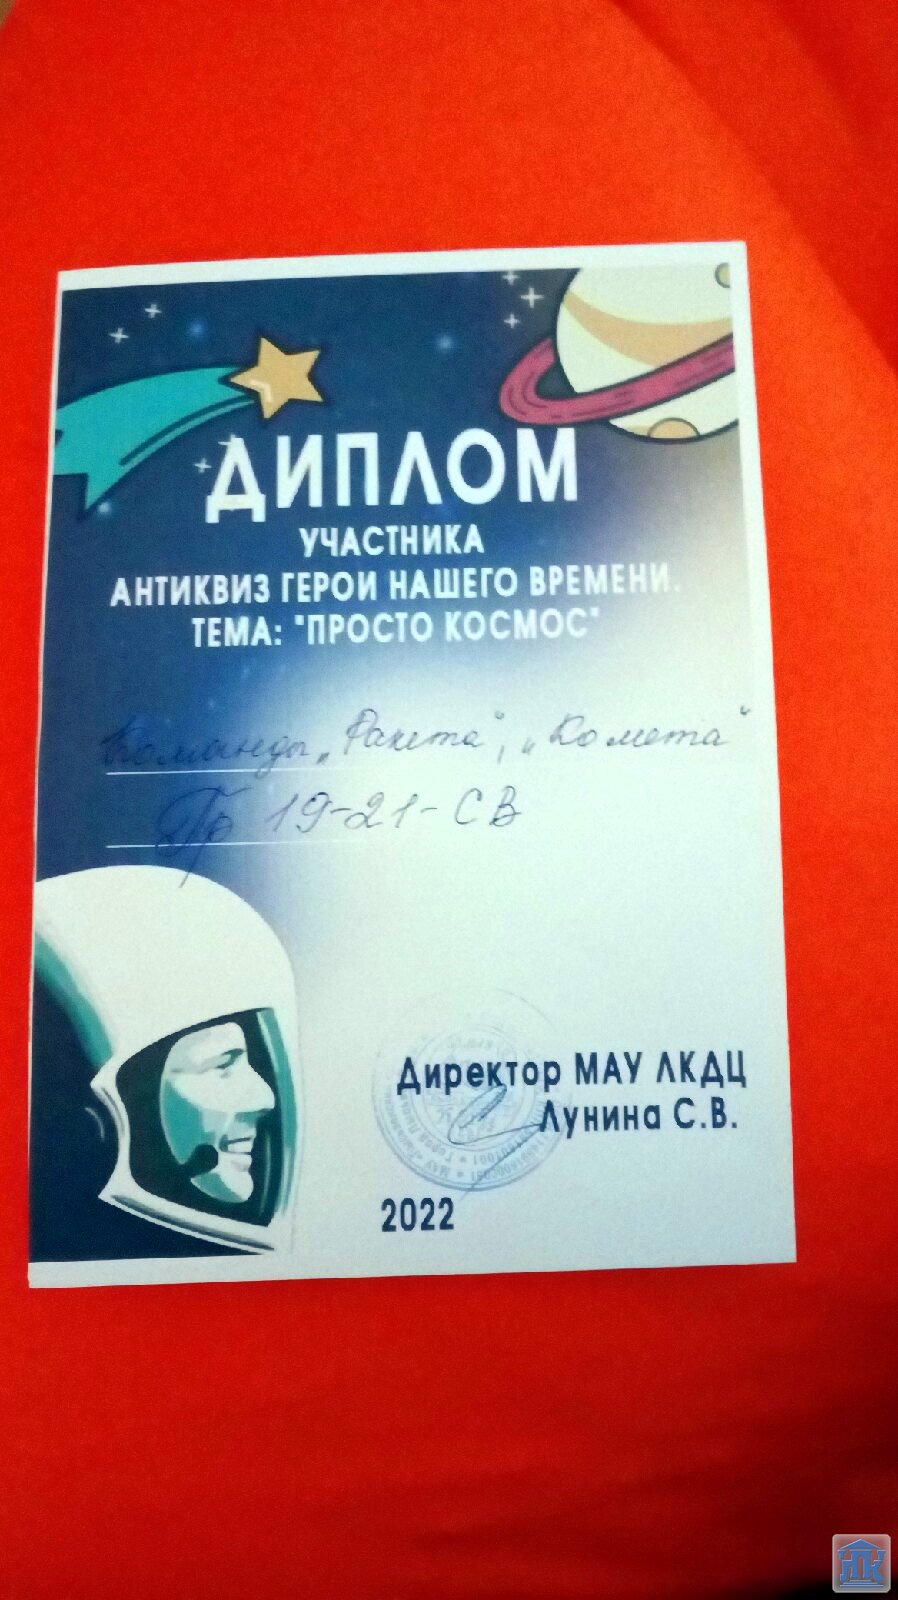 ДИПЛОМ
УЧАСТНИКА
АНТИКВИЗ ГЕРОИ НАШЕГО ВРЕМЕНИ.
ТЕМА: "ПРОСТО КОСМОС"
Команды „Ракета", „Комета"
Гр 19-21-СВ
Директор МАУ ЛКДЦ
Лунина С.В.
2022